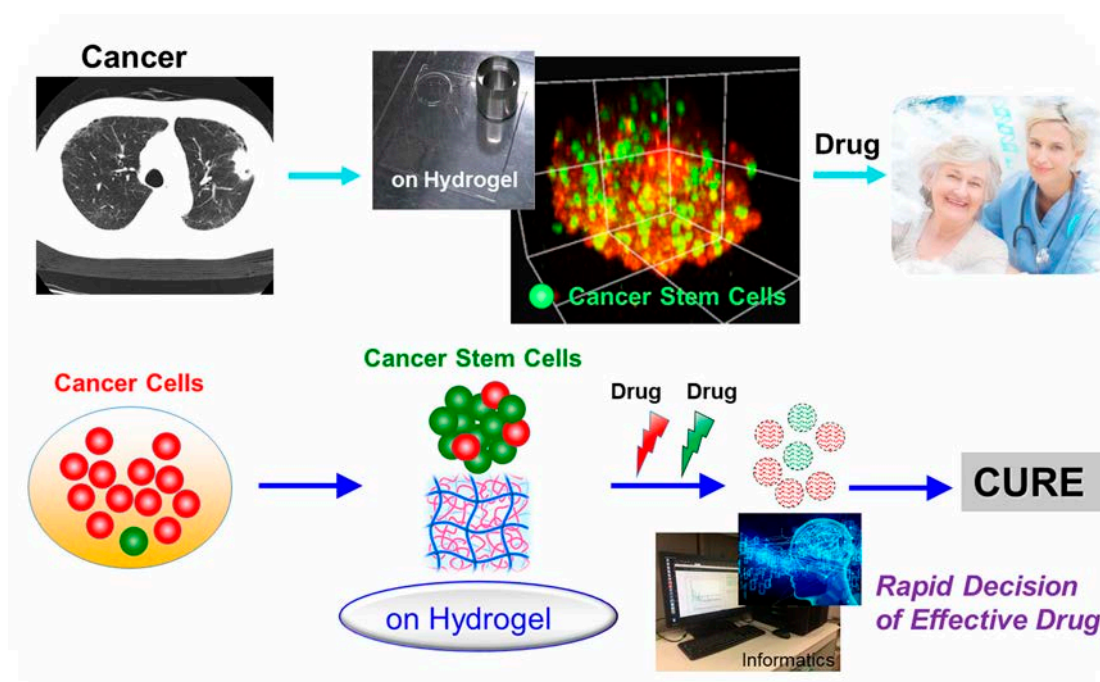 Cancer
on Hydrogel
Drug
Cancer Stem Cells
Cancer Cells
Cancer Stem Cells
Drug
Drug
CURE
on Hydrogel
Rapid Decision
of Effective Drug
Informatics